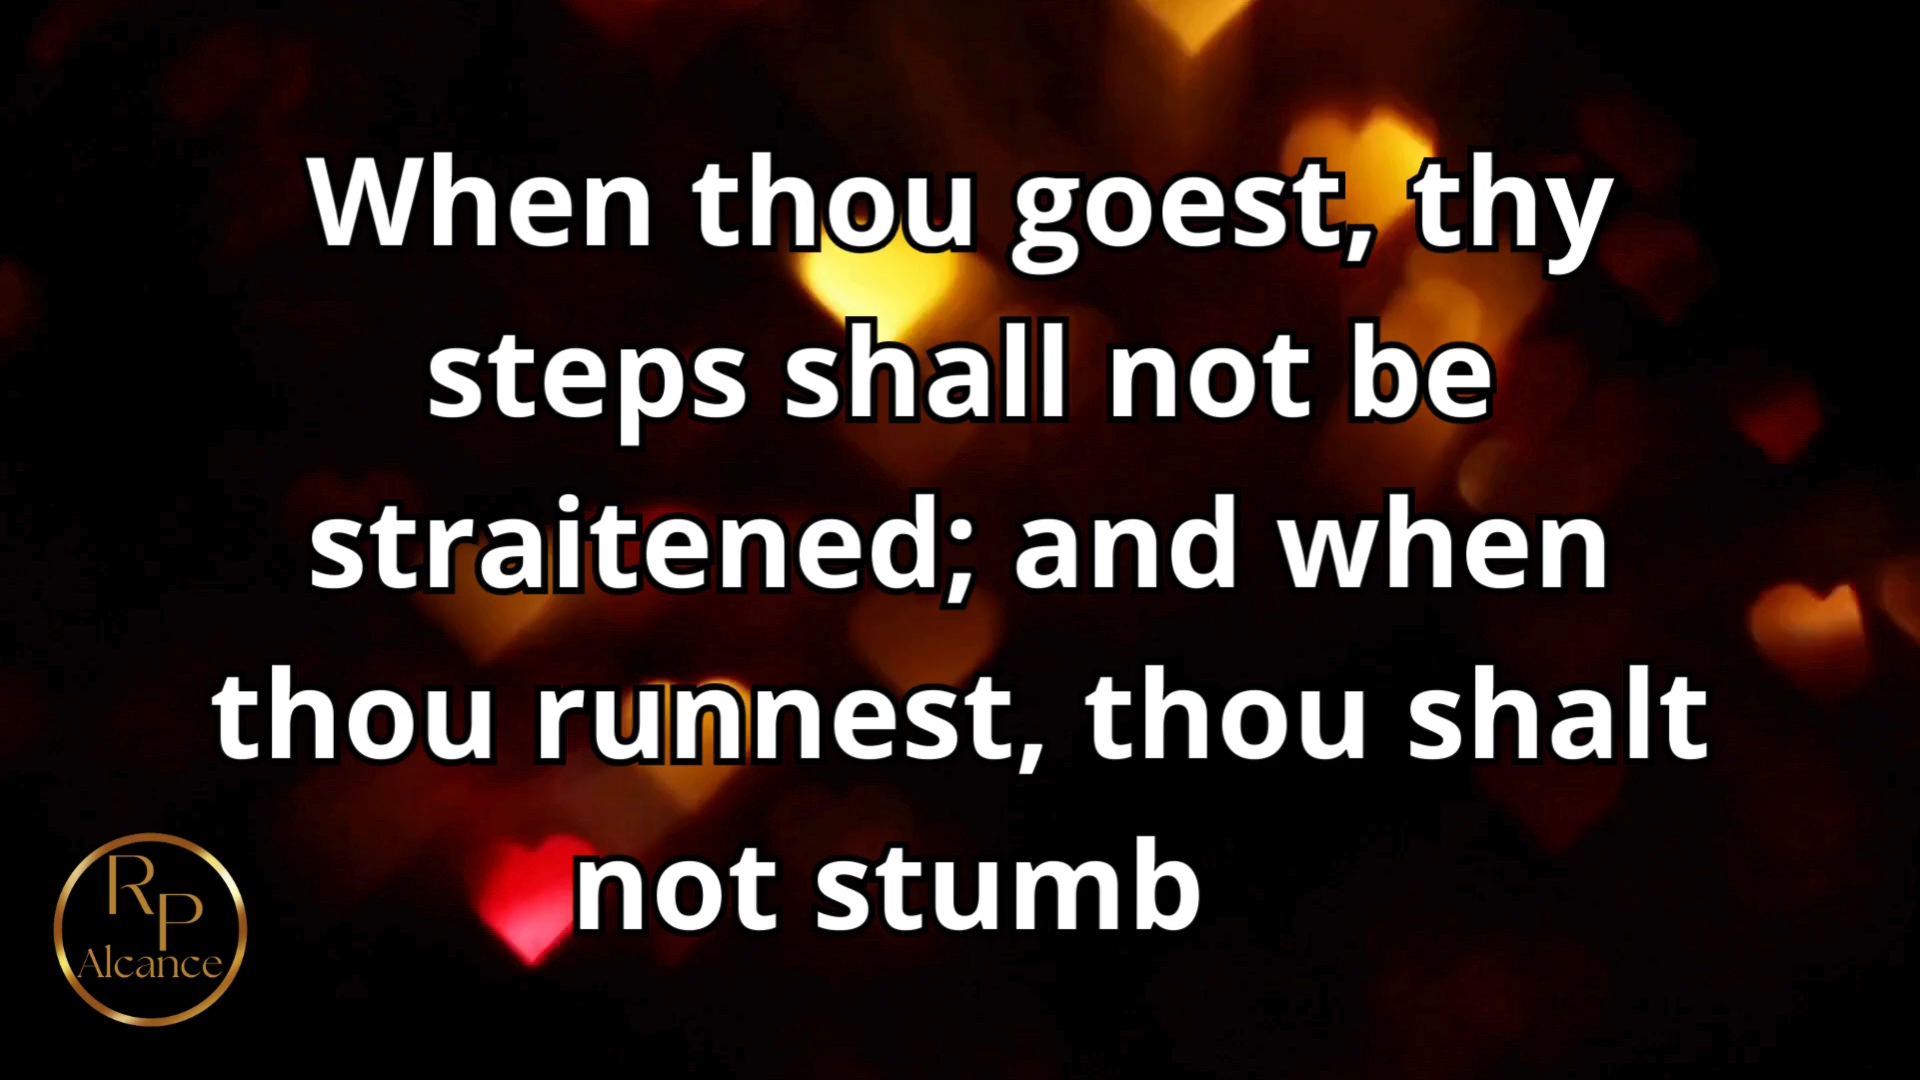 When thou goest, thy
steps shall not be
straitened; and when
thou runnest, thou shalt
not stumb
RP
Alcance